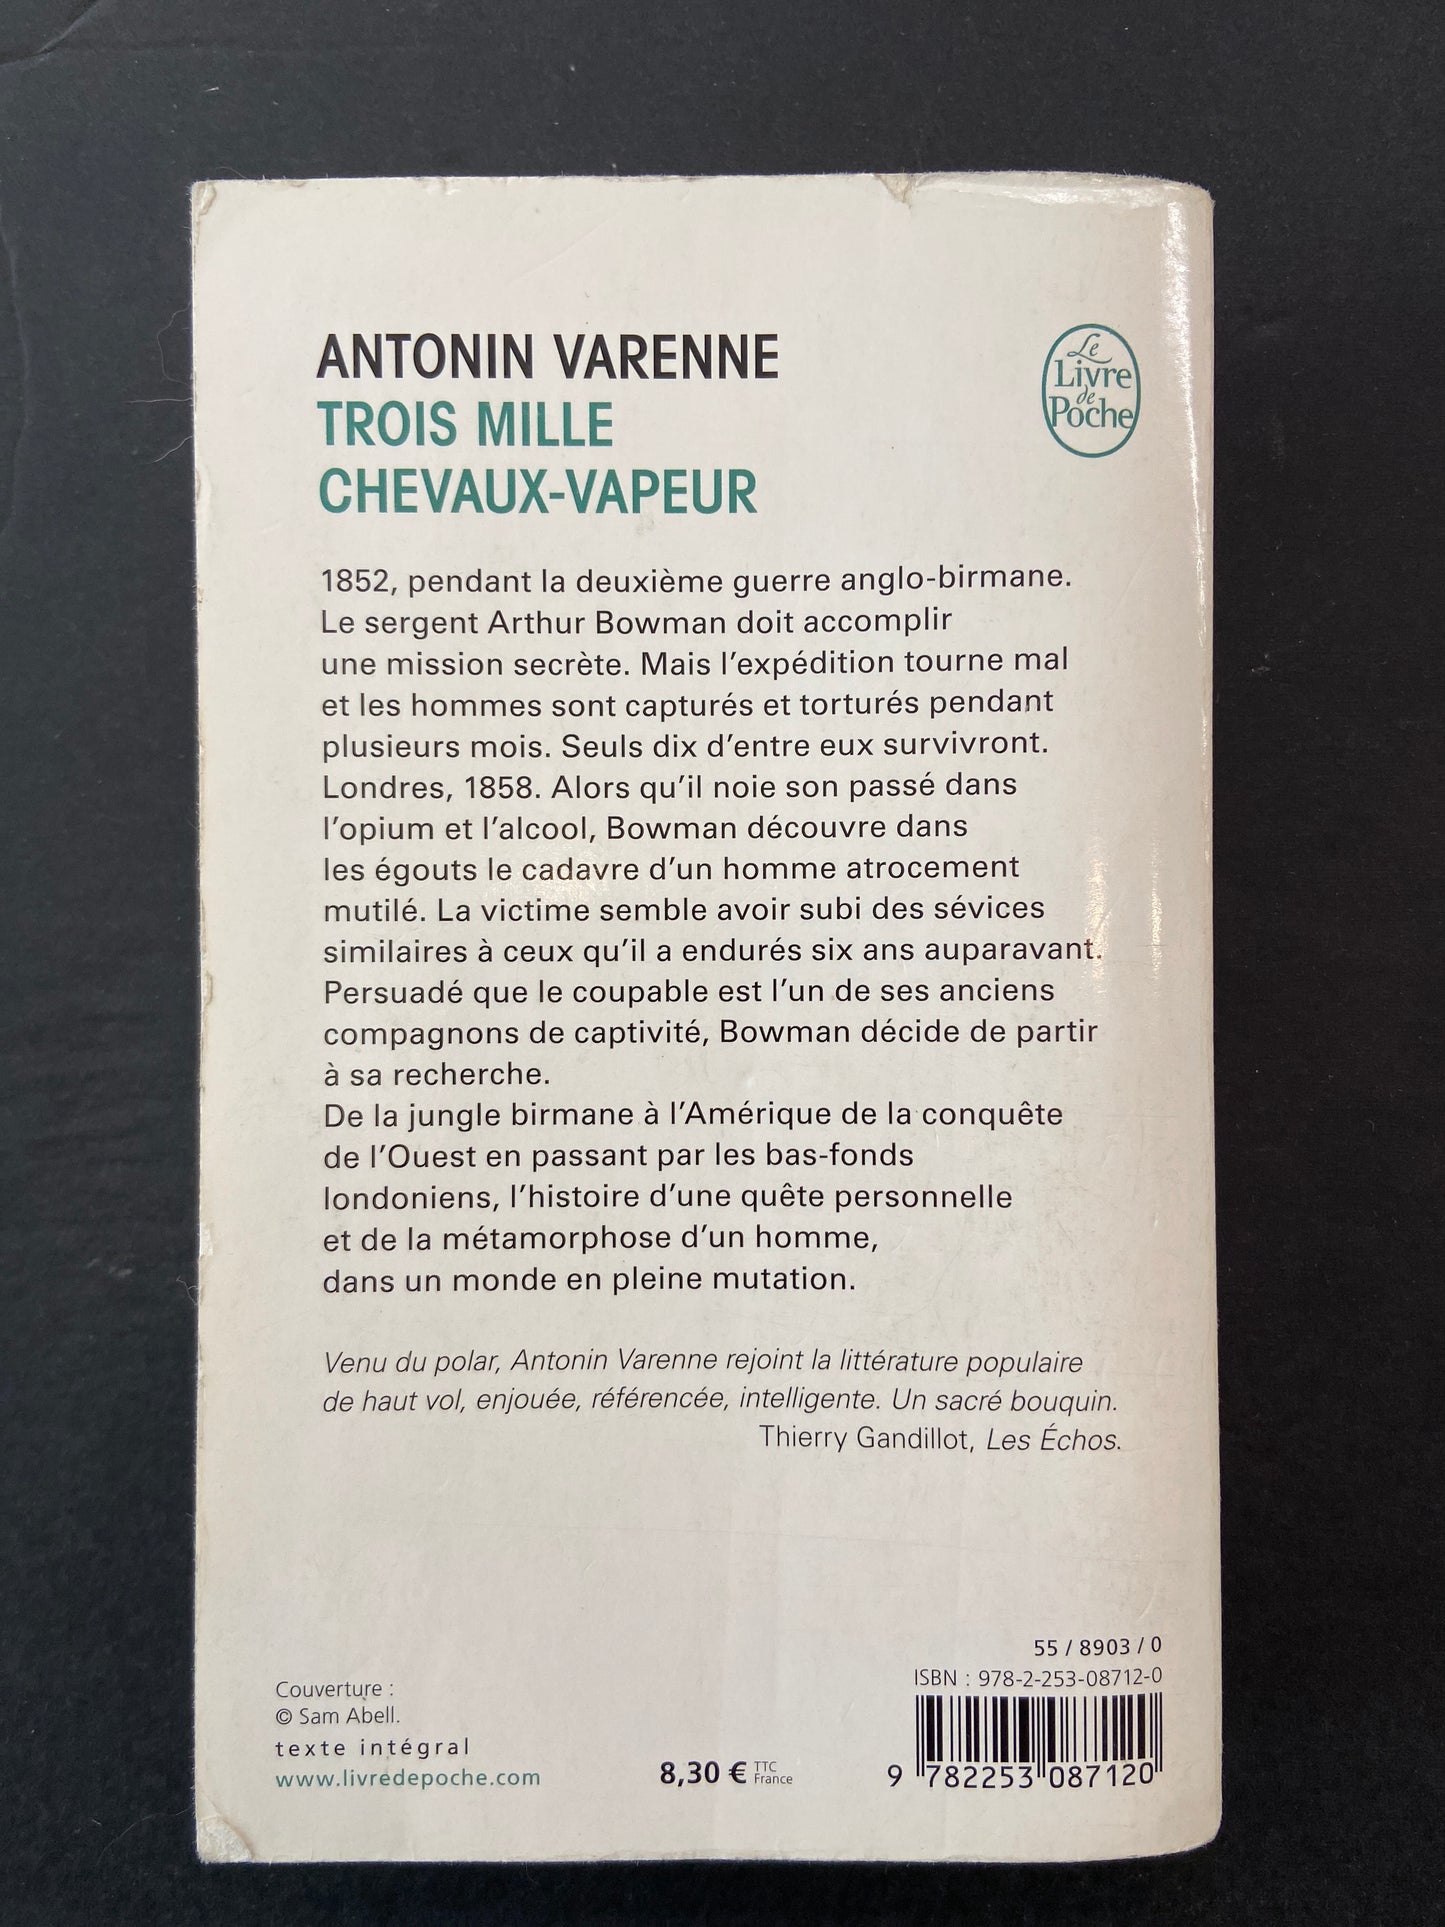 ANTONIN VARENNE
TROIS MILLE
CHEVAUX-VAPEUR
Le
Livre
de
Poche
1852, pendant la deuxième guerre anglo-birmane.
Le sergent Arthur Bowman doit accomplir
une mission secrète. Mais l'expédition tourne mal
et les hommes sont capturés et torturés pendant
plusieurs mois. Seuls dix d'entre eux survivront.
Londres, 1858. Alors qu'il noie son passé dans
l'opium et l'alcool, Bowman découvre dans
les égouts le cadavre d'un homme atrocement
mutilé. La victime semble avoir subi des sévices
similaires à ceux qu'il a endurés six ans auparavant.
Persuadé que le coupable est l'un de ses anciens
compagnons de captivité, Bowman décide de partir
à sa recherche.
De la jungle birmane à l'Amérique de la conquête
de l'Ouest en passant par les bas-fonds
londoniens, l'histoire d'une quête personnelle
et de la métamorphose d'un homme,
dans un monde en pleine mutation.
Venu du polar, Antonin Varenne rejoint la littérature populaire
de haut vol, enjouée, référencée, intelligente. Un sacré bouquin.
Thierry Gandillot, Les Échos.
Couverture :
© Sam Abell.
texte intégral
www.livredepoche.com
8,30 € TTC
France
55 / 8903 / 0
ISBN : 978-2-253-08712-0
9 782253 087120